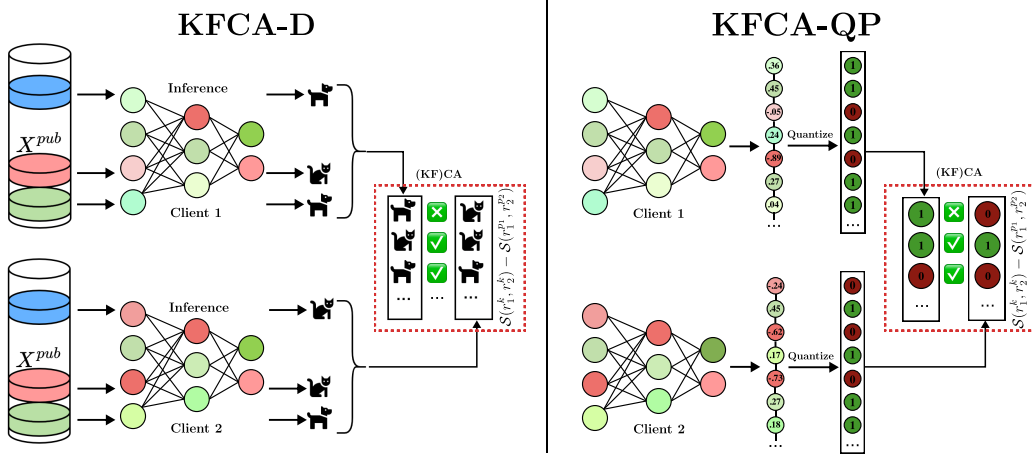 KFCA-D
X^{pub}
Inference
Client 1
X^{pub}
Inference
Client 2
(KF)CA
...
...
...
S(r_1^k, r_2^k) − S(r_1^{p_1}, r_2^{p_2})
KFCA-QP
Client 1
.36
.45
-.05
.24
-.89
.27
.04
...
Quantize
1
1
0
1
0
1
1
...
Client 2
-.24
.45
-.62
.17
-.73
.27
.18
...
Quantize
0
1
0
1
0
1
1
...
(KF)CA
1 0
1 1
0 0
...
...
S(r_1^k, r_2^k) − S(r_1^{p_1}, r_2^{p_2})